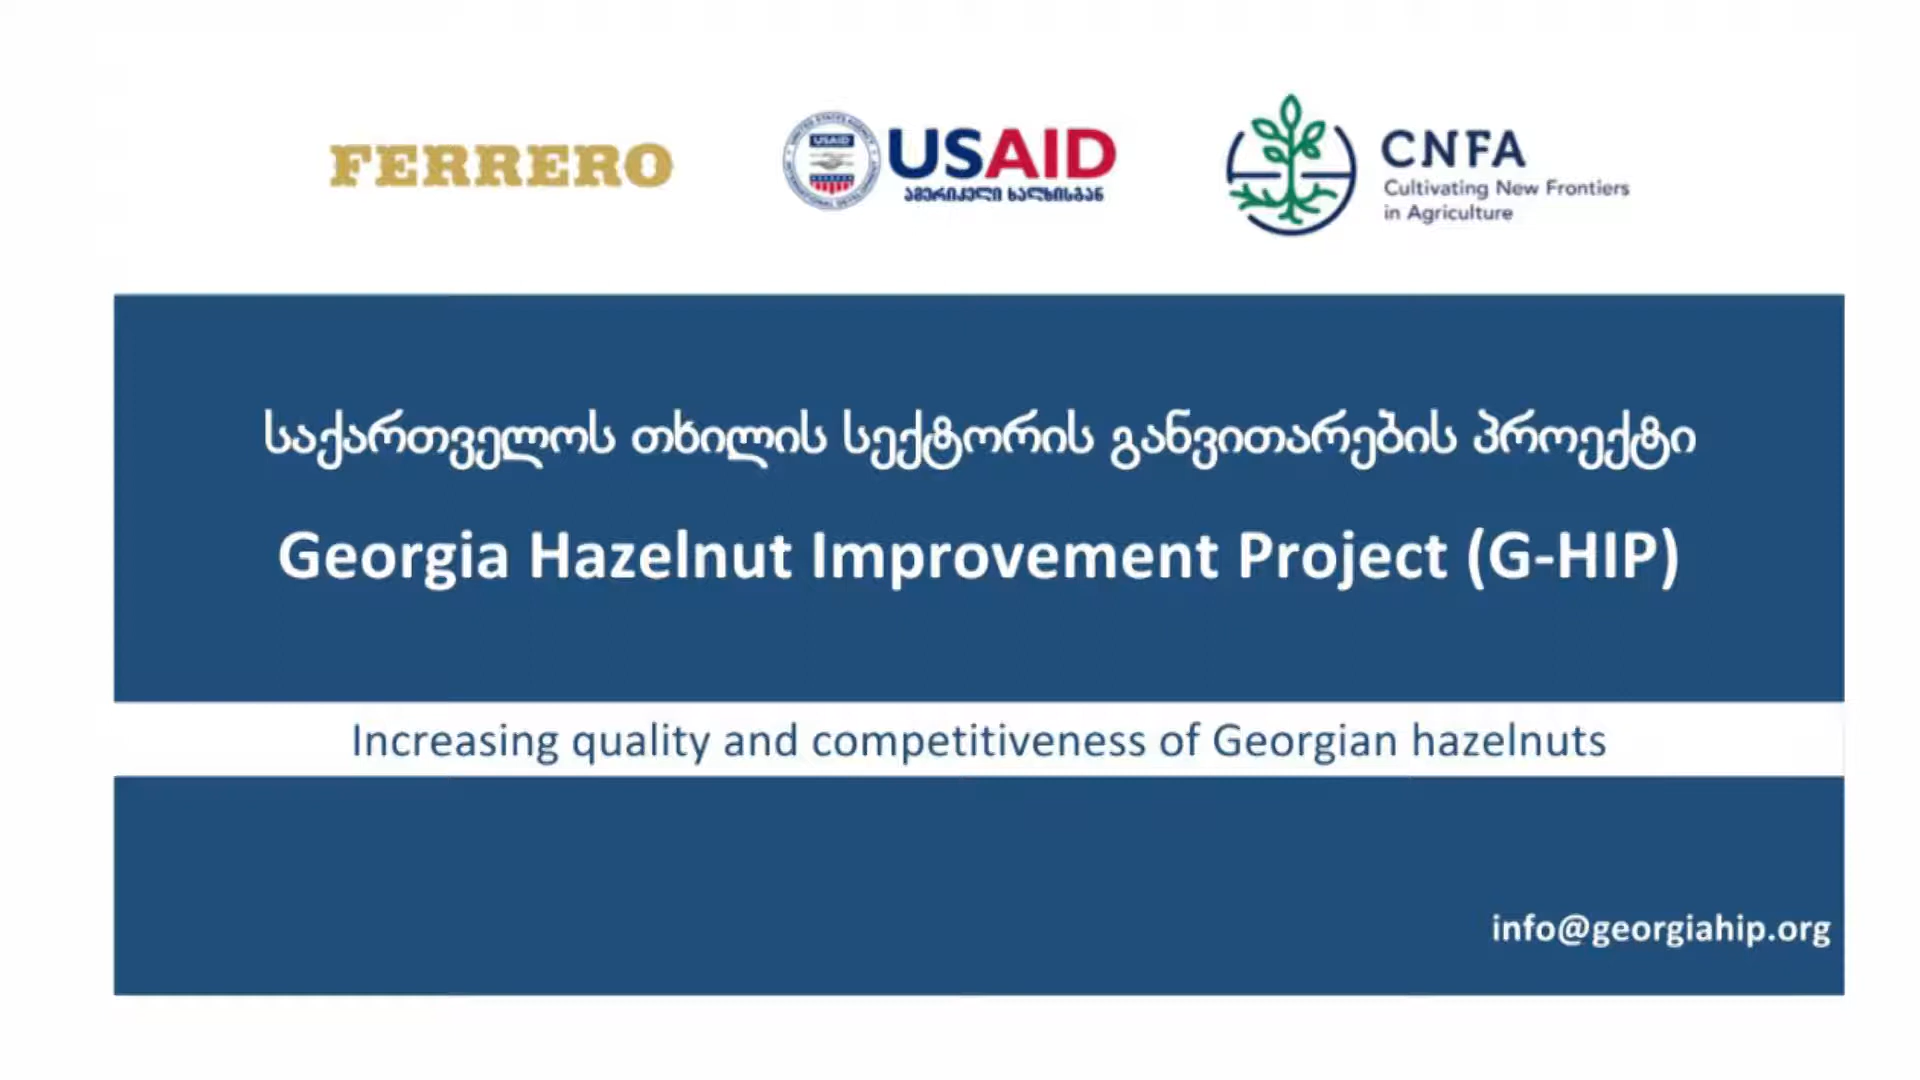 FERRERO
USAID
ამერიკელი ხალხისგან
CNFA
Cultivating New Frontiers
in Agriculture
საქართველოს თხილის სექტორის განვითარების პროექტი
Georgia Hazelnut Improvement Project (G-HIP)
Increasing quality and competitiveness of Georgian hazelnuts
info@georgiahip.org